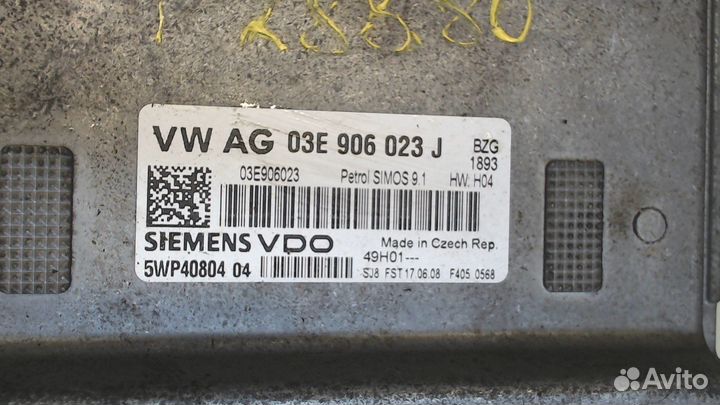 28880
VW AG 03E 906 023 J BZG
1893
03E906023 Petrol SIMOS 9.1 HW: H04
SIEMENS VDO Made in Czech Rep.
49H01---
5WP40804 04 SJ8 FST 17.06.08 F405 0568
Avito